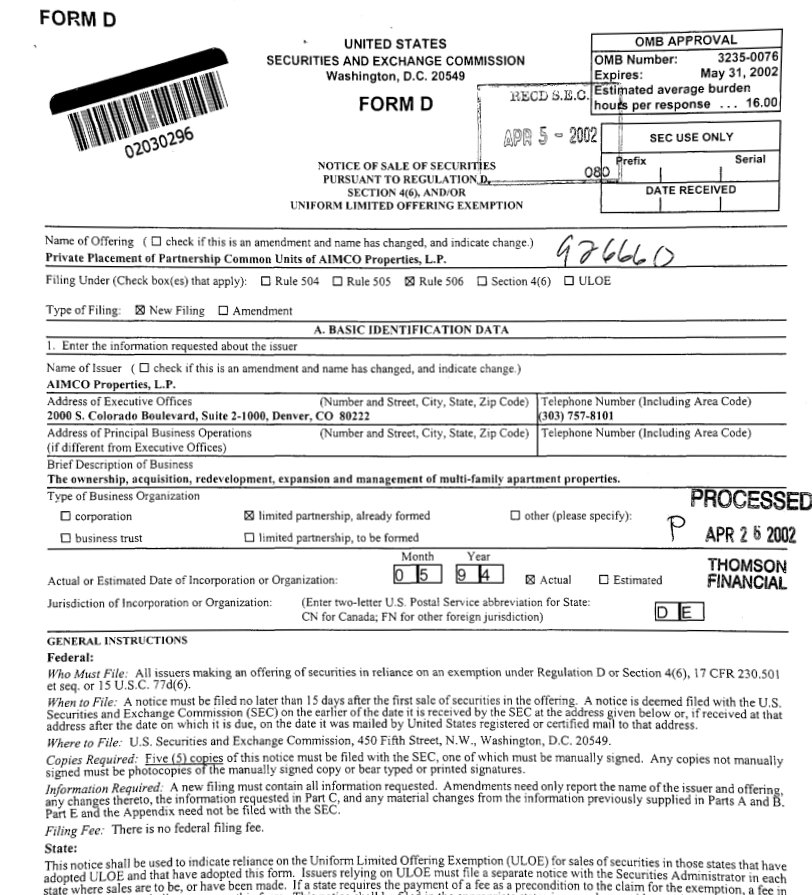 FORM D
UNITED STATES
SECURITIES AND EXCHANGE COMMISSION
Washington, D.C. 20549
FORM D
02030296
OMB APPROVAL
OMB Number: 3235-0076
Expires: May 31, 2002
Estimated average burden
hours per response ... 16.00
RECD S.E.C.
APR 5 - 2002
080
SEC USE ONLY
Prefix Serial
DATE RECEIVED
NOTICE OF SALE OF SECURITIES
PURSUANT TO REGULATION D,
SECTION 4(6), AND/OR
UNIFORM LIMITED OFFERING EXEMPTION
Name of Offering ( ☐ check if this is an amendment and name has changed, and indicate change.)
Private Placement of Partnership Common Units of AIMCO Properties, L.P.
926660
Filing Under (Check box(es) that apply): ☐ Rule 504 ☐ Rule 505 ☒ Rule 506 ☐ Section 4(6) ☐ ULOE
Type of Filing: ☒ New Filing ☐ Amendment
A. BASIC IDENTIFICATION DATA
1. Enter the information requested about the issuer
Name of Issuer ( ☐ check if this is an amendment and name has changed, and indicate change.)
AIMCO Properties, L.P.
Address of Executive Offices (Number and Street, City, State, Zip Code) Telephone Number (Including Area Code)
2000 S. Colorado Boulevard, Suite 2-1000, Denver, CO 80222 (303) 757-8101
Address of Principal Business Operations (Number and Street, City, State, Zip Code) Telephone Number (Including Area Code)
(if different from Executive Offices)
Brief Description of Business
The ownership, acquisition, redevelopment, expansion and management of multi-family apartment properties.
Type of Business Organization
☐ corporation ☒ limited partnership, already formed ☐ other (please specify):
☐ business trust ☐ limited partnership, to be formed
PROCESSED
P APR 26 2002
THOMSON
FINANCIAL
Month Year
Actual or Estimated Date of Incorporation or Organization: 0 5 9 4 ☒ Actual ☐ Estimated
Jurisdiction of Incorporation or Organization: (Enter two-letter U.S. Postal Service abbreviation for State:
CN for Canada; FN for other foreign jurisdiction) D E
GENERAL INSTRUCTIONS
Federal:
Who Must File: All issuers making an offering of securities in reliance on an exemption under Regulation D or Section 4(6), 17 CFR 230.501
et seq. or 15 U.S.C. 77d(6).
When to File: A notice must be filed no later than 15 days after the first sale of securities in the offering. A notice is deemed filed with the U.S.
Securities and Exchange Commission (SEC) on the earlier of the date it is received by the SEC at the address given below or, if received at that
address after the date on which it is due, on the date it was mailed by United States registered or certified mail to that address.
Where to File: U.S. Securities and Exchange Commission, 450 Fifth Street, N.W., Washington, D.C. 20549.
Copies Required: Five (5) copies of this notice must be filed with the SEC, one of which must be manually signed. Any copies not manually
signed must be photocopies of the manually signed copy or bear typed or printed signatures.
Information Required: A new filing must contain all information requested. Amendments need only report the name of the issuer and offering,
any changes thereto, the information requested in Part C, and any material changes from the information previously supplied in Parts A and B.
Part E and the Appendix need not be filed with the SEC.
Filing Fee: There is no federal filing fee.
State:
This notice shall be used to indicate reliance on the Uniform Limited Offering Exemption (ULOE) for sales of securities in those states that have
adopted ULOE and that have adopted this form. Issuers relying on ULOE must file a separate notice with the Securities Administrator in each
state where sales are to be, or have been made. If a state requires the payment of a fee as a precondition to the claim for the exemption, a fee in